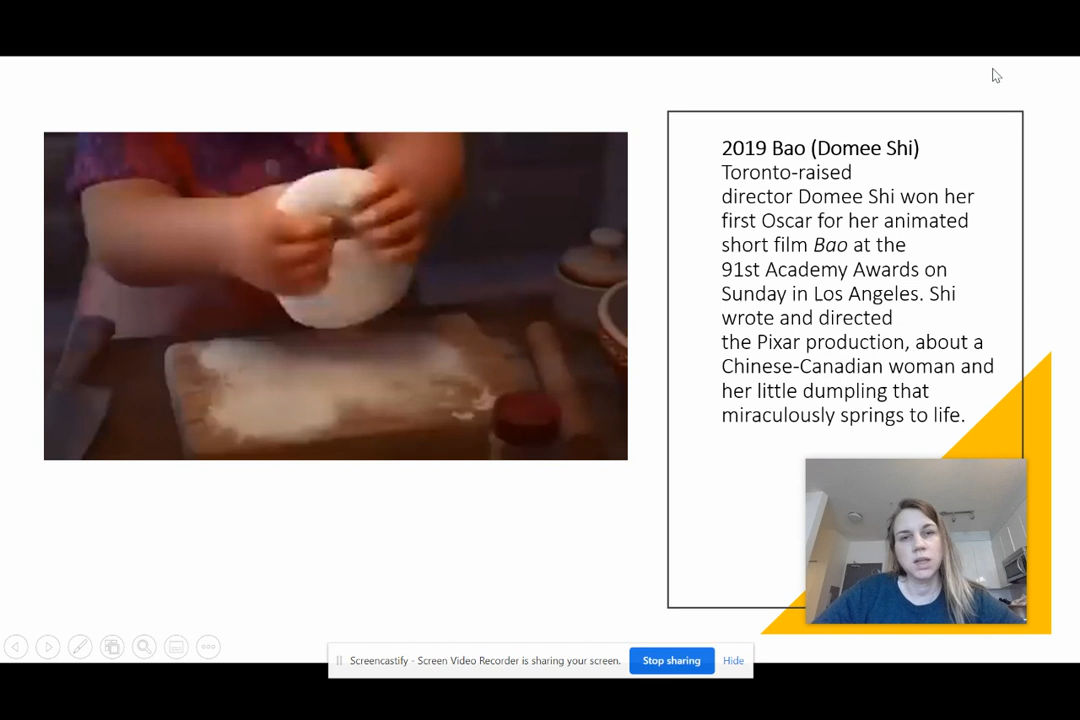 2019 Bao (Domee Shi)
Toronto-raised
director Domee Shi won her
first Oscar for her animated
short film Bao at the
91st Academy Awards on
Sunday in Los Angeles. Shi
wrote and directed
the Pixar production, about a
Chinese-Canadian woman and
her little dumpling that
miraculously springs to life.
Screencastify - Screen Video Recorder is sharing your screen. Stop sharing Hide